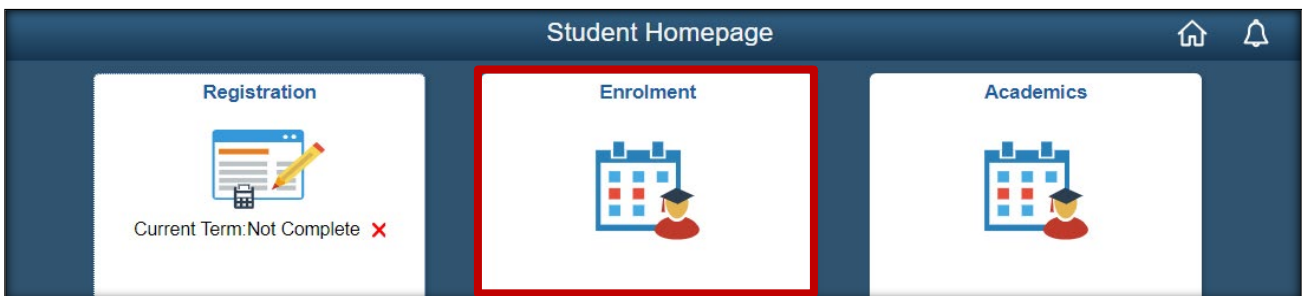 Student Homepage
Registration
Current Term:Not Complete
Enrolment
Academics